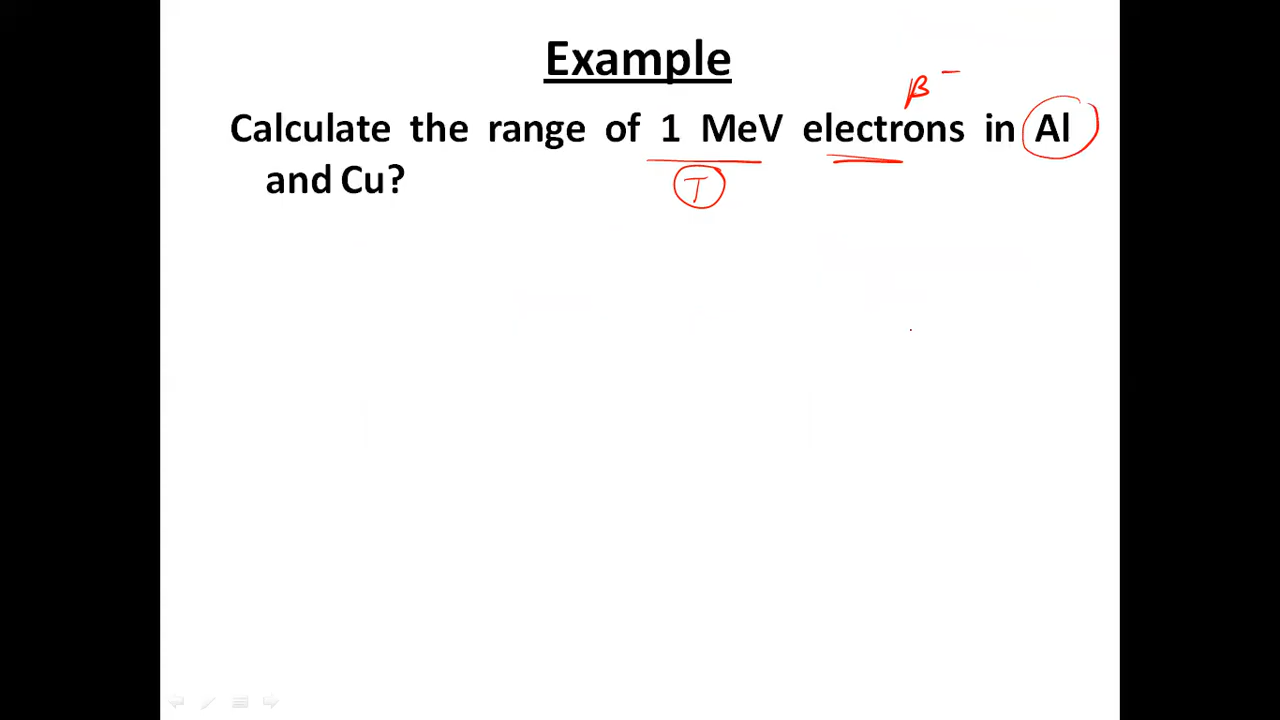 Example
β⁻
Calculate the range of 1 MeV electrons in Al
and Cu?
T